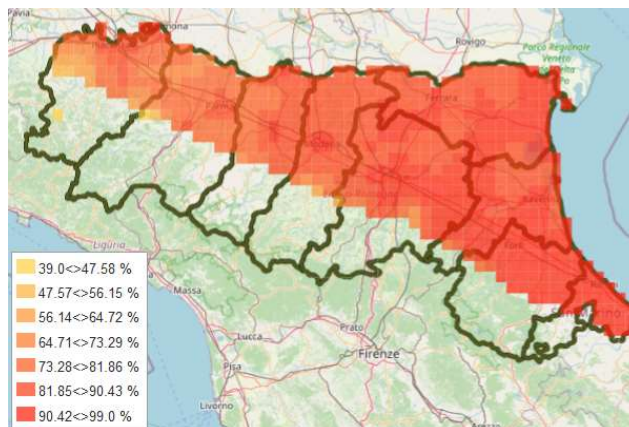 Rovigo
Parco Regionale
Veneto
Ferrara
Parma
Liguria
Massa
Lucca
Prato
Firenze
Pisa
Livorno
39.0<>47.58 %
47.57<>56.15 %
56.14<>64.72 %
64.71<>73.29 %
73.28<>81.86 %
81.85<>90.43 %
90.42<>99.0 %